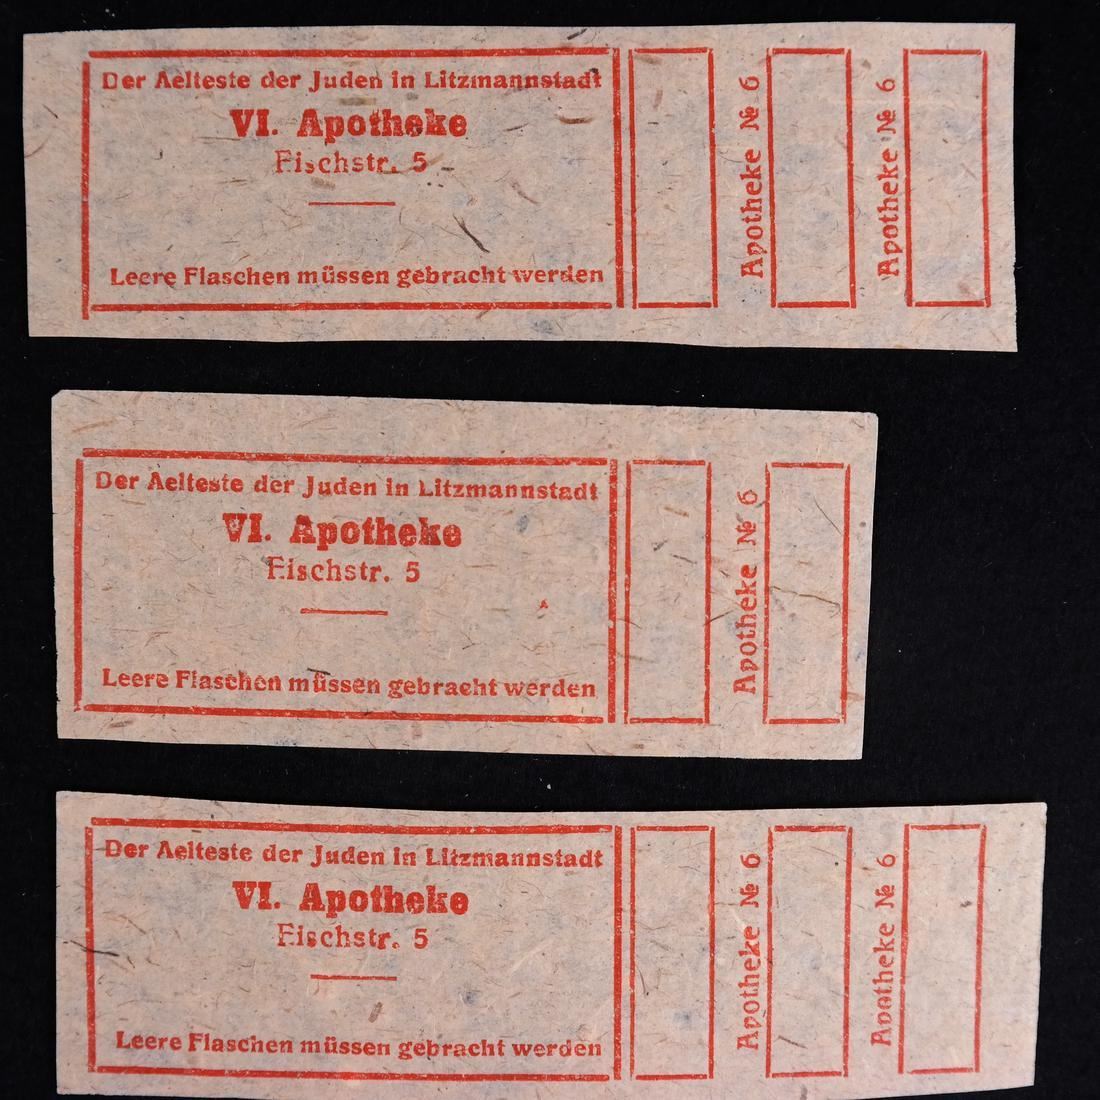 Der Aelteste der Juden in Litzmannstadt
VI. Apotheke
Fischstr. 5
Leere Flaschen müssen gebracht werden
Apotheke № 6
Apotheke № 6
Der Aelteste der Juden in Litzmannstadt
VI. Apotheke
Fischstr. 5
Leere Flaschen müssen gebracht werden
Apotheke № 6
Der Aelteste der Juden in Litzmannstadt
VI. Apotheke
Fischstr. 5
Leere Flaschen müssen gebracht werden
Apotheke № 6
Apotheke № 6